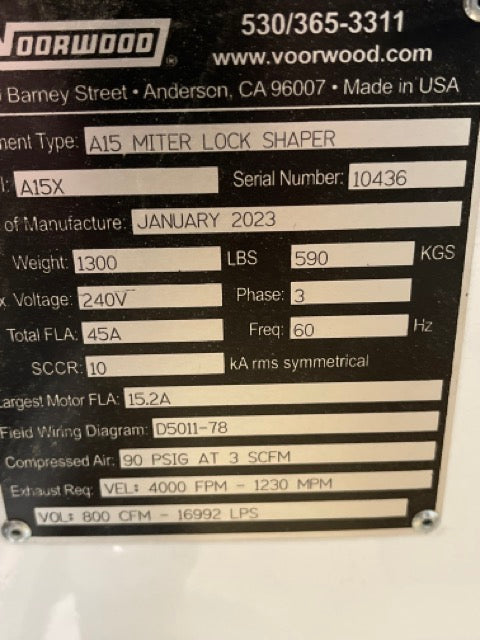 VOORWOOD ®
530/365-3311
www.voorwood.com
Barney Street • Anderson, CA 96007 • Made in USA
ment Type: A15 MITER LOCK SHAPER
l: A15X Serial Number: 10436
of Manufacture: JANUARY 2023
Weight: 1300 LBS 590 KGS
x Voltage: 240V Phase: 3
Total FLA: 45A Freq: 60 Hz
SCCR: 10 kA rms symmetrical
argest Motor FLA: 15.2A
Field Wiring Diagram: D5011-78
Compressed Air: 90 PSIG AT 3 SCFM
Exhaust Req: VEL: 4000 FPM - 1230 MPM
VOL: 800 CFM - 16992 LPS